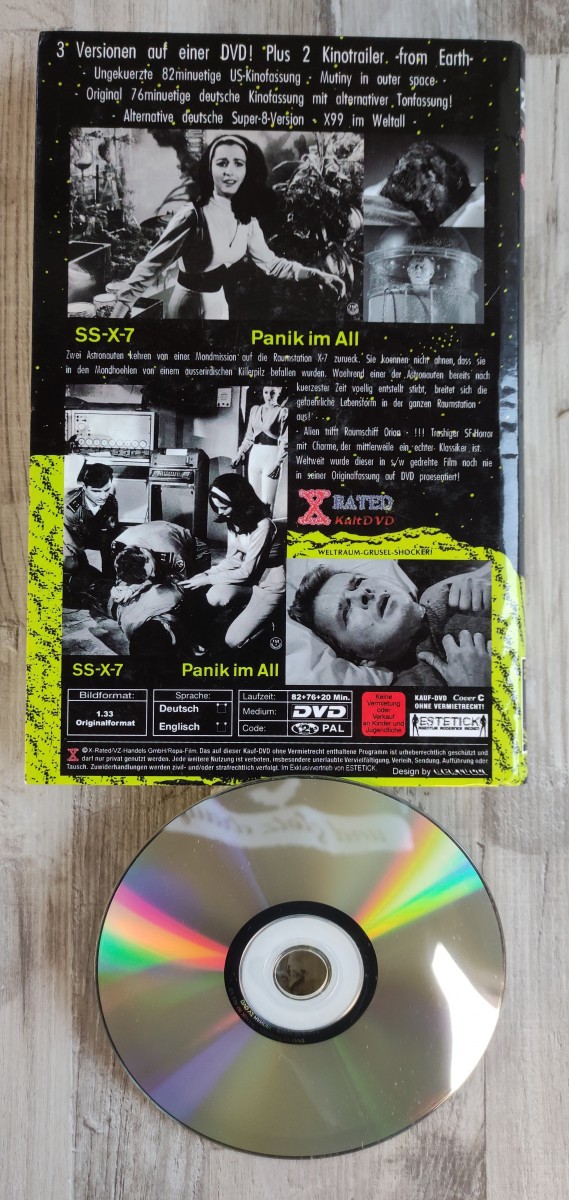 3 Versionen auf einer DVD! Plus 2 Kinotrailer -from Earth-
Ungekuerzte 82minuetige US-Kinofassung · Mutiny in outer space·
Original 76minuetige deutsche Kinofassung mit alternativer Tonfassung!
Alternative deutsche Super-8-Version · X99 im Weltall ·
SS-X-7 Panik im All
Zwei Astronauten kehren von einer Mondmission auf die Raumstation X-7 zurueck. Sie koennen nicht ahnen, dass sie
in den Mondhoehlen von einem ausserirdischen Killerpilz befallen wurden. Woehrend einer der Astronauten bereits nach
kuerzester Zeit voellig entstellt stirbt, breitet sich die
gefaehrliche Lebensform in der ganzen Raumstation
aus!
· Alien trifft Raumschiff Orion · !!! Trashiger SF-Horror
mit Charme, der mittlerweile ein echter Klassiker ist.
Weltweit wurde dieser in s/w gedrehte Film noch nie
in seiner Originalfassung auf DVD praesentiert!
X RATED
KultDVD
WELTRAUM-GRUSEL-SHOCKER!
SS-X-7 Panik im All
Bildformat:
1.33
Originalformat
Sprache:
Deutsch
Englisch
Laufzeit: 82+76+20 Min.
Medium: DVD
Code: PAL
Keine
Vermietung
oder
Verkauf
an Kinder und
Jugendliche
KAUF-DVD Cover C
OHNE VERMIETRECHT!
ESTETICK
X © X-Rated/VZ-Handels GmbH/Repa-Film. Das auf dieser Kauf-DVD ohne Vermietrecht enthaltene Programm ist urheberrechtlich geschützt und
darf nur privat genutzt werden. Jede weitere Nutzung ist verboten, insbesondere unerlaubte Vervielfältigung, Verleih, Sendung, Aufführung oder
Tausch. Zuwiderhandlungen werden zivil- und/oder strafrechtlich verfolgt. Im Exklusivvertrieb von ESTETICK.
Design by